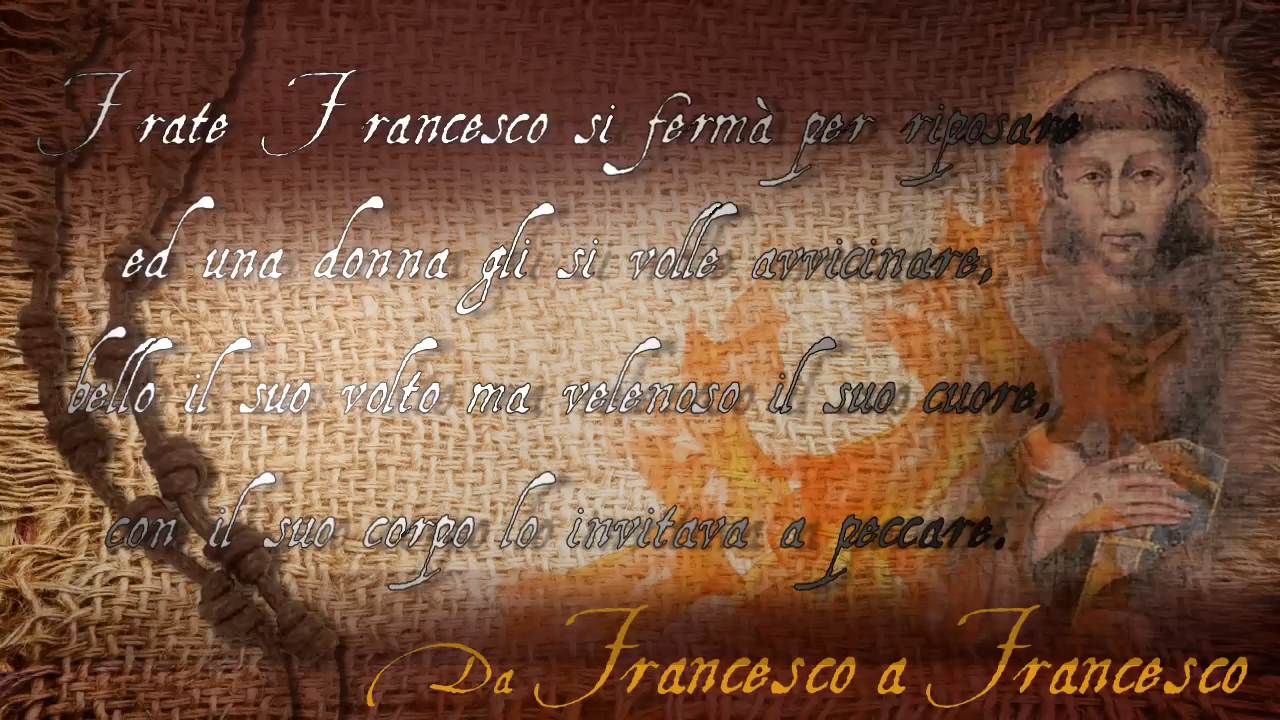 Frate Francesco si fermà per riposare
ed una donna gli si volle avvicinare,
bello il suo volto ma velenoso il suo cuore,
con il suo corpo lo invitava a peccare.
Da Francesco a Francesco